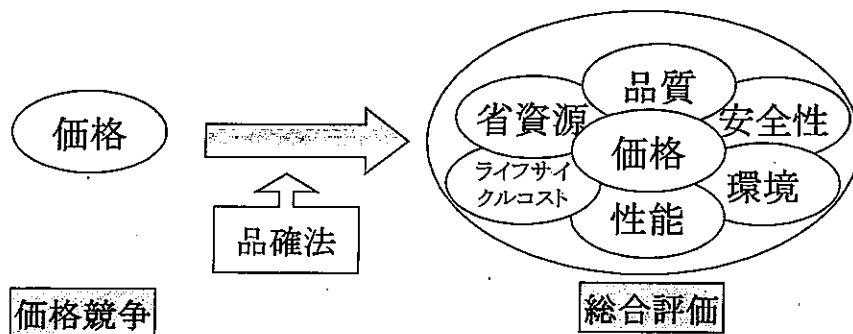 価格
品確法
価格競争
品質
省資源
安全性
価格
ライフサイ
クルコスト
環境
性能
総合評価